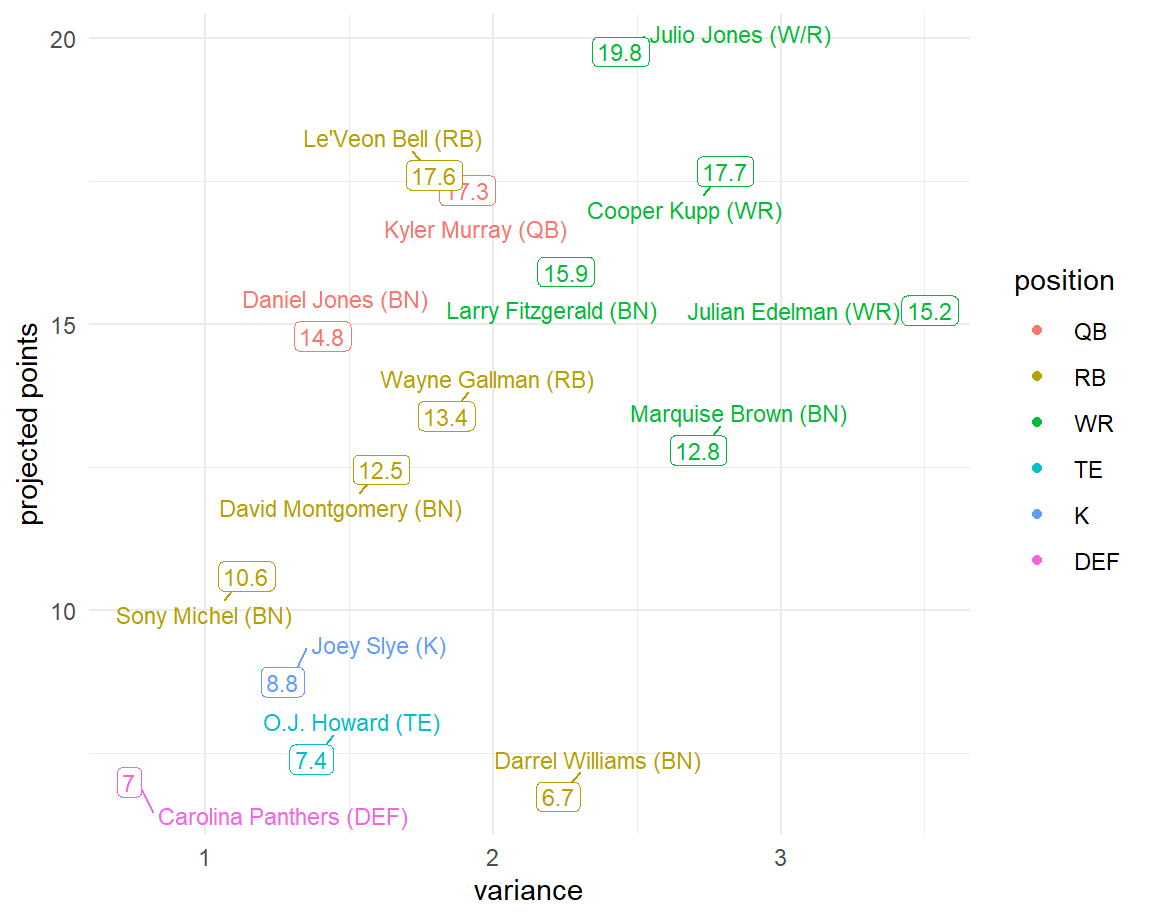 20
Julio Jones (W/R)
19.8
Le'Veon Bell (RB)
17.6
17.3
17.7
Cooper Kupp (WR)
Kyler Murray (QB)
15.9
Daniel Jones (BN)
Larry Fitzgerald (BN)
Julian Edelman (WR)
15.2
15
14.8
Wayne Gallman (RB)
13.4
Marquise Brown (BN)
12.8
12.5
David Montgomery (BN)
10.6
10
Sony Michel (BN)
Joey Slye (K)
8.8
O.J. Howard (TE)
7.4
Darrel Williams (BN)
7
6.7
Carolina Panthers (DEF)
1
2
3
variance
projected points
position
QB
RB
WR
TE
K
DEF